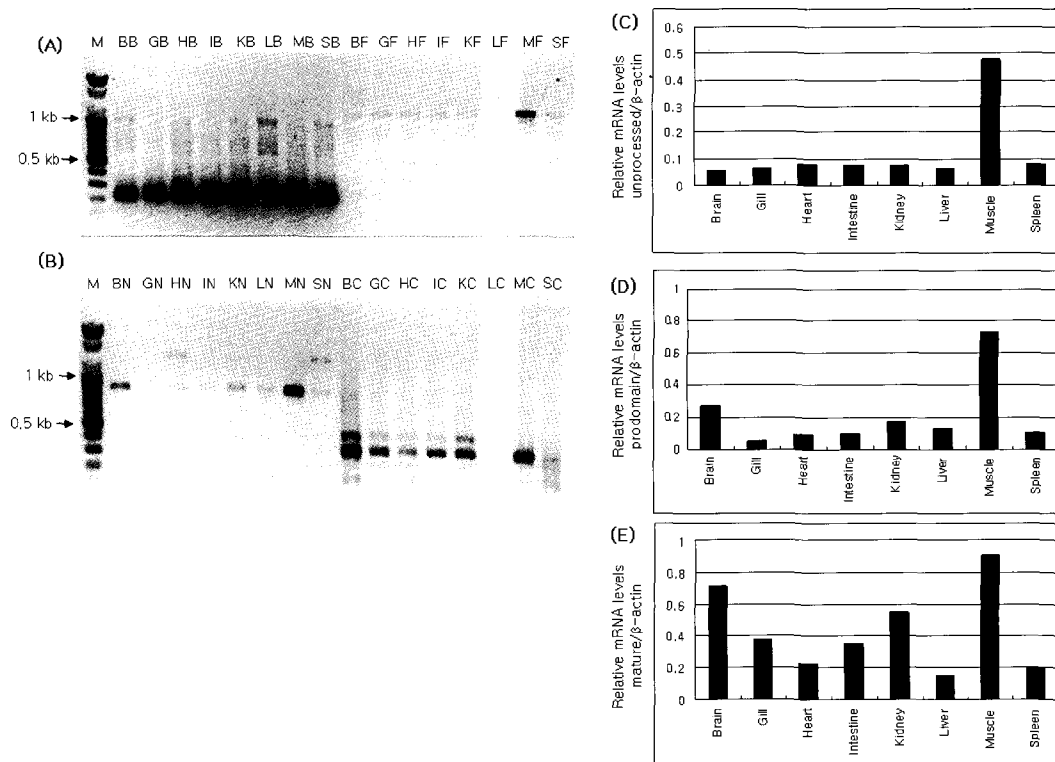 (A)
M BB GB HB IB KB LB MB SB BF GF HF IF KF LF MF SF
1 kb
0.5 kb
(B)
M BN GN HN IN KN LN MN SN BC GC HC IC KC LC MC SC
1 kb
0.5 kb
(C)
Relative mRNA levels
unprocessed/β-actin
0.6
0.5
0.4
0.3
0.2
0.1
0
Brain
Gill
Heart
Intestine
Kidney
Liver
Muscle
Spleen
(D)
Relative mRNA levels
prodomain/β-actin
1
0.8
0.6
0.4
0.2
0
Brain
Gill
Heart
Intestine
Kidney
Liver
Muscle
Spleen
(E)
Relative mRNA levels
mature/β-actin
1
0.8
0.6
0.4
0.2
0
Brain
Gill
Heart
Intestine
Kidney
Liver
Muscle
Spleen